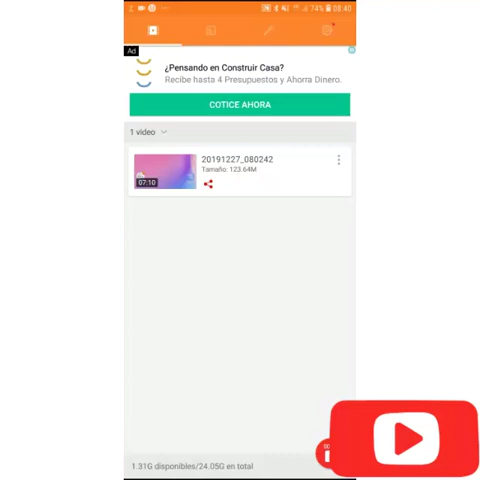 74% 08:40
Ad
¿Pensando en Construir Casa?
Recibe hasta 4 Presupuestos y Ahorra Dinero.
COTICE AHORA
1 video
20191227_080242
Tamaño: 123.64M
07:10
1.31G disponibles/24.05G en total